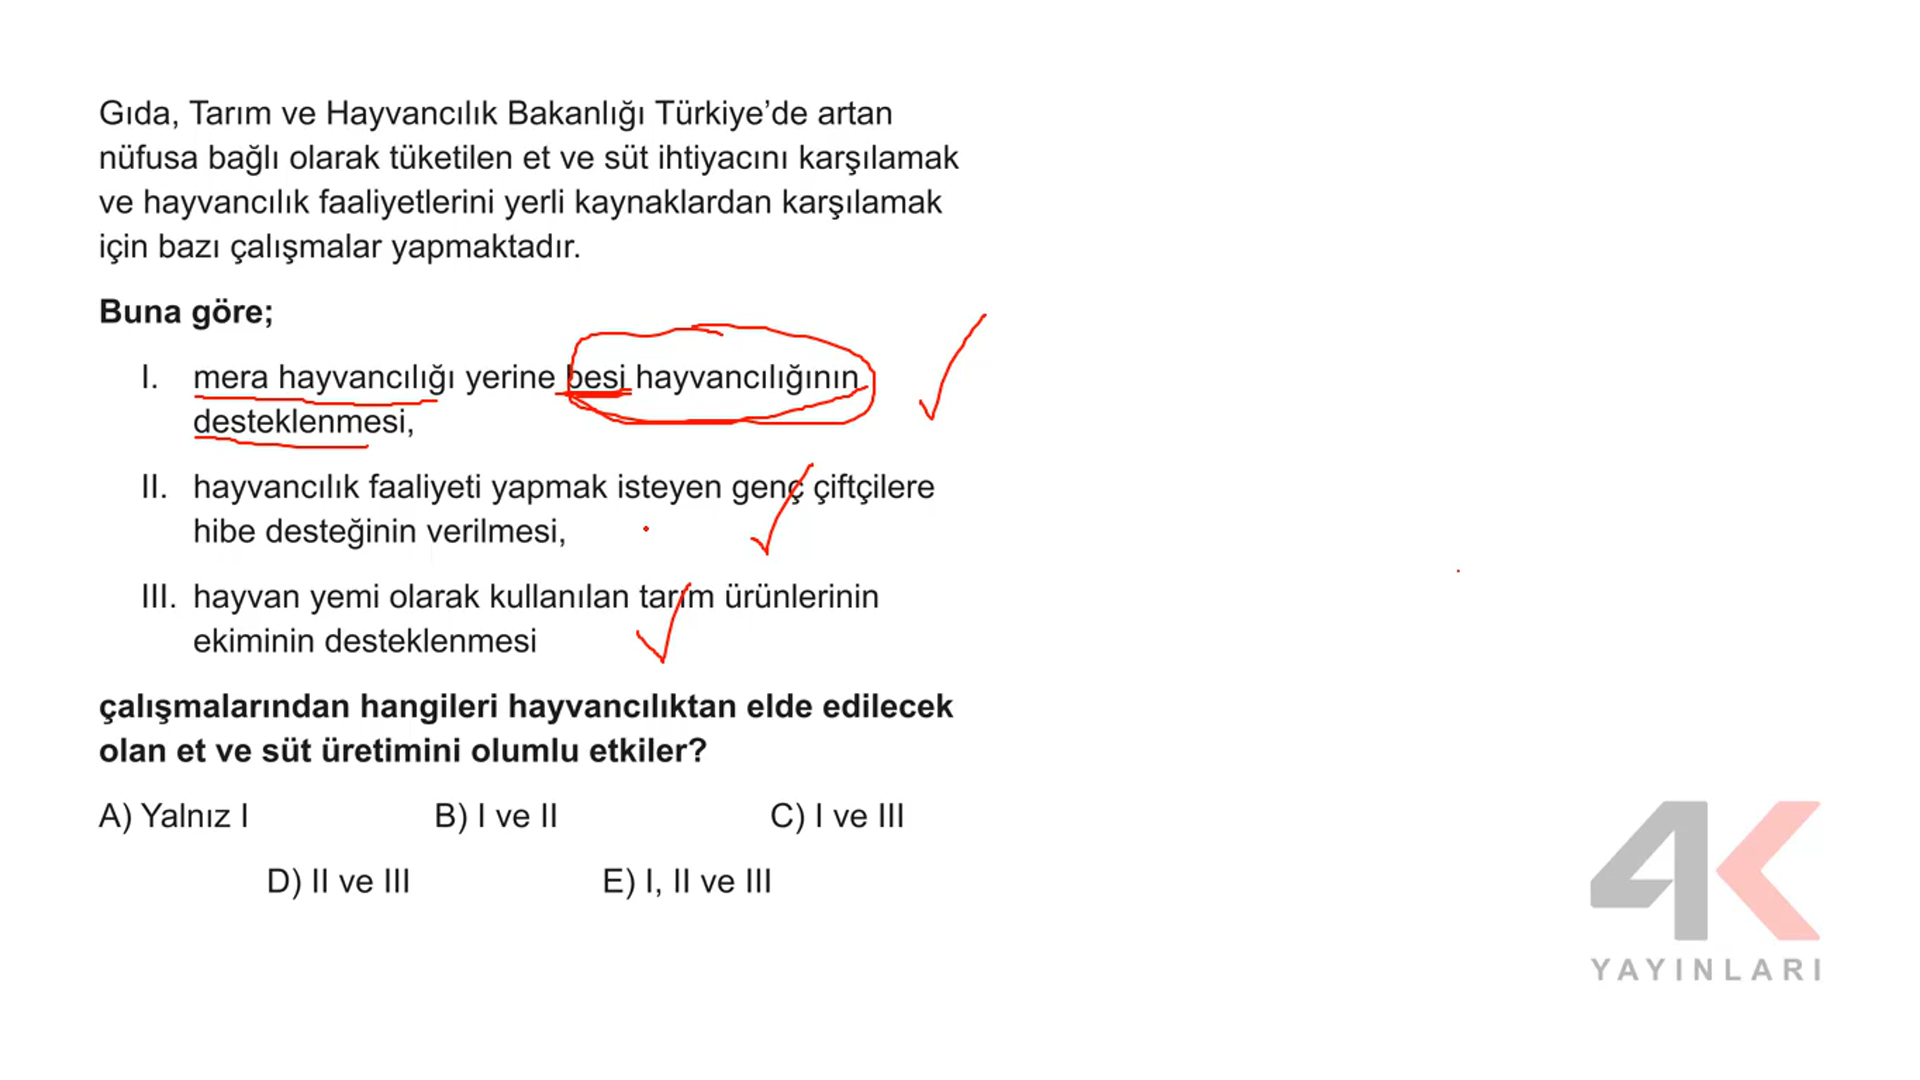 Gıda, Tarım ve Hayvancılık Bakanlığı Türkiye’de artan
nüfusa bağlı olarak tüketilen et ve süt ihtiyacını karşılamak
ve hayvancılık faaliyetlerini yerli kaynaklardan karşılamak
için bazı çalışmalar yapmaktadır.
Buna göre;
I. mera hayvancılığı yerine besi hayvancılığının
desteklenmesi,
II. hayvancılık faaliyeti yapmak isteyen genç çiftçilere
hibe desteğinin verilmesi,
III. hayvan yemi olarak kullanılan tarım ürünlerinin
ekiminin desteklenmesi
çalışmalarından hangileri hayvancılıktan elde edilecek
olan et ve süt üretimini olumlu etkiler?
A) Yalnız I B) I ve II C) I ve III
D) II ve III E) I, II ve III
4K
YAYINLARI